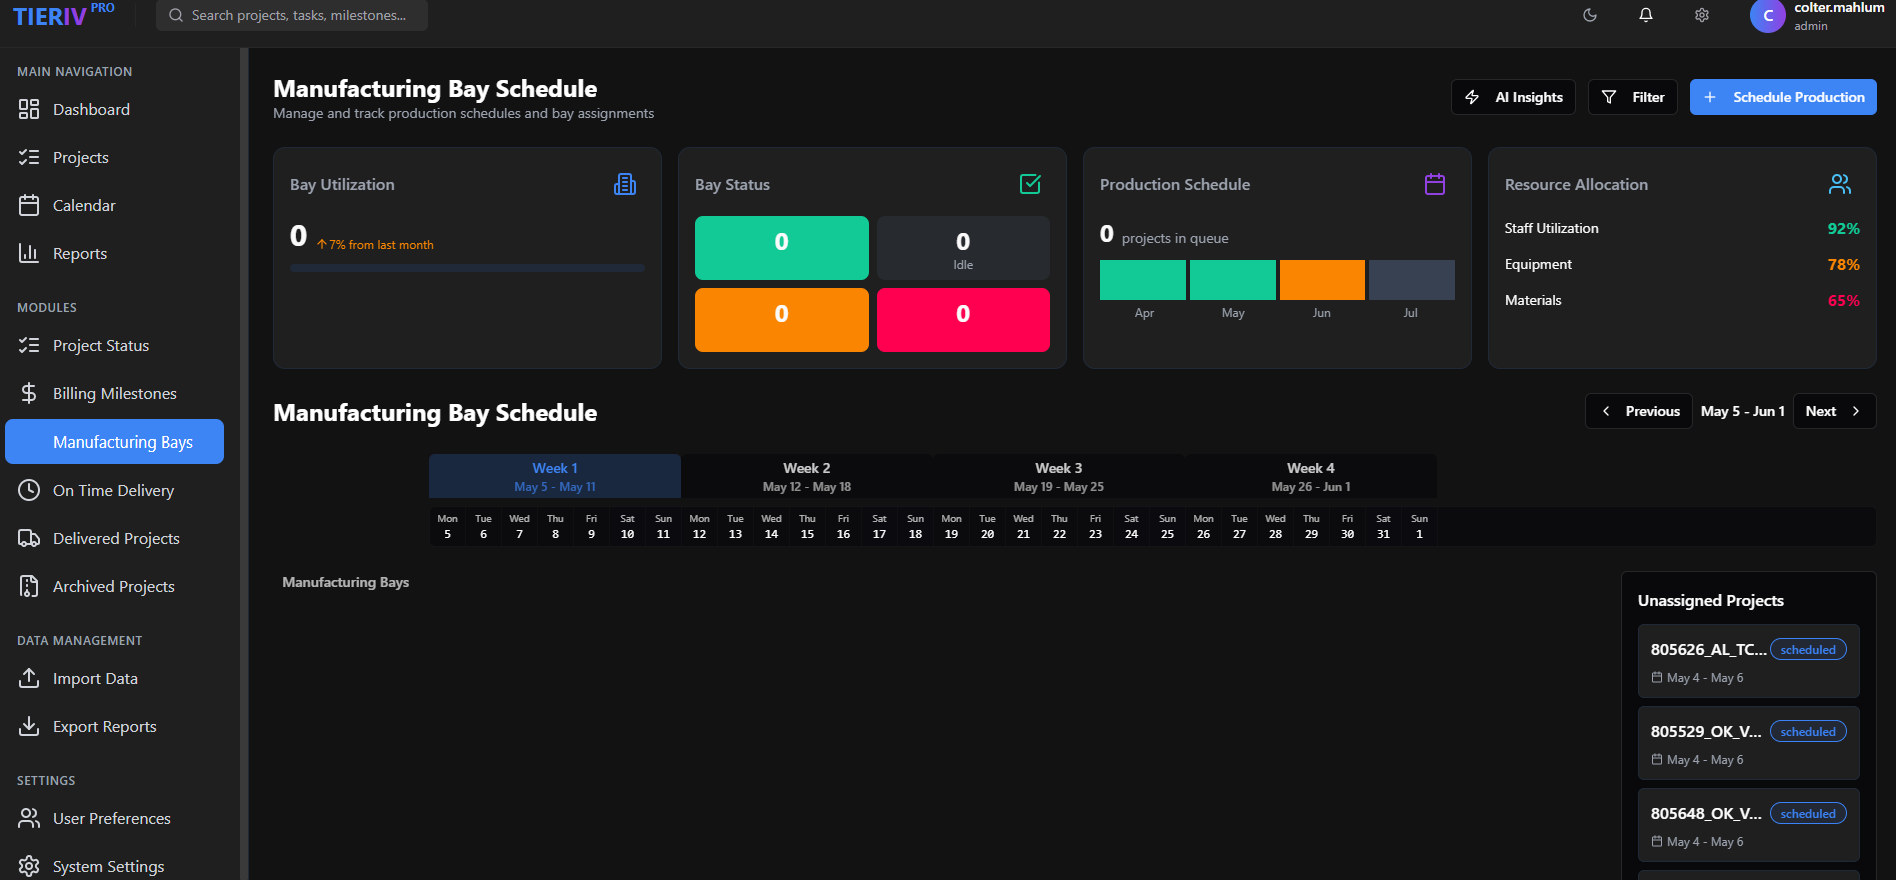 TIERIV PRO
Search projects, tasks, milestones...
C
colter.mahlum
admin
MAIN NAVIGATION
Dashboard
Projects
Calendar
Reports
MODULES
Project Status
Billing Milestones
Manufacturing Bays
On Time Delivery
Delivered Projects
Archived Projects
DATA MANAGEMENT
Import Data
Export Reports
SETTINGS
User Preferences
System Settings
Manufacturing Bay Schedule
Manage and track production schedules and bay assignments
AI Insights
Filter
Schedule Production
Bay Utilization
0 7% from last month
Bay Status
0
0
Idle
0
0
Production Schedule
0 projects in queue
Apr May Jun Jul
Resource Allocation
Staff Utilization 92%
Equipment 78%
Materials 65%
Manufacturing Bay Schedule
Previous May 5 - Jun 1 Next
Week 1 Week 2 Week 3 Week 4
May 5 - May 11 May 12 - May 18 May 19 - May 25 May 26 - Jun 1
Mon Tue Wed Thu Fri Sat Sun Mon Tue Wed Thu Fri Sat Sun Mon Tue Wed Thu Fri Sat Sun Mon Tue Wed Thu Fri Sat Sun
5 6 7 8 9 10 11 12 13 14 15 16 17 18 19 20 21 22 23 24 25 26 27 28 29 30 31 1
Manufacturing Bays
Unassigned Projects
805626_AL_TC... scheduled
May 4 - May 6
805529_OK_V... scheduled
May 4 - May 6
805648_OK_V... scheduled
May 4 - May 6